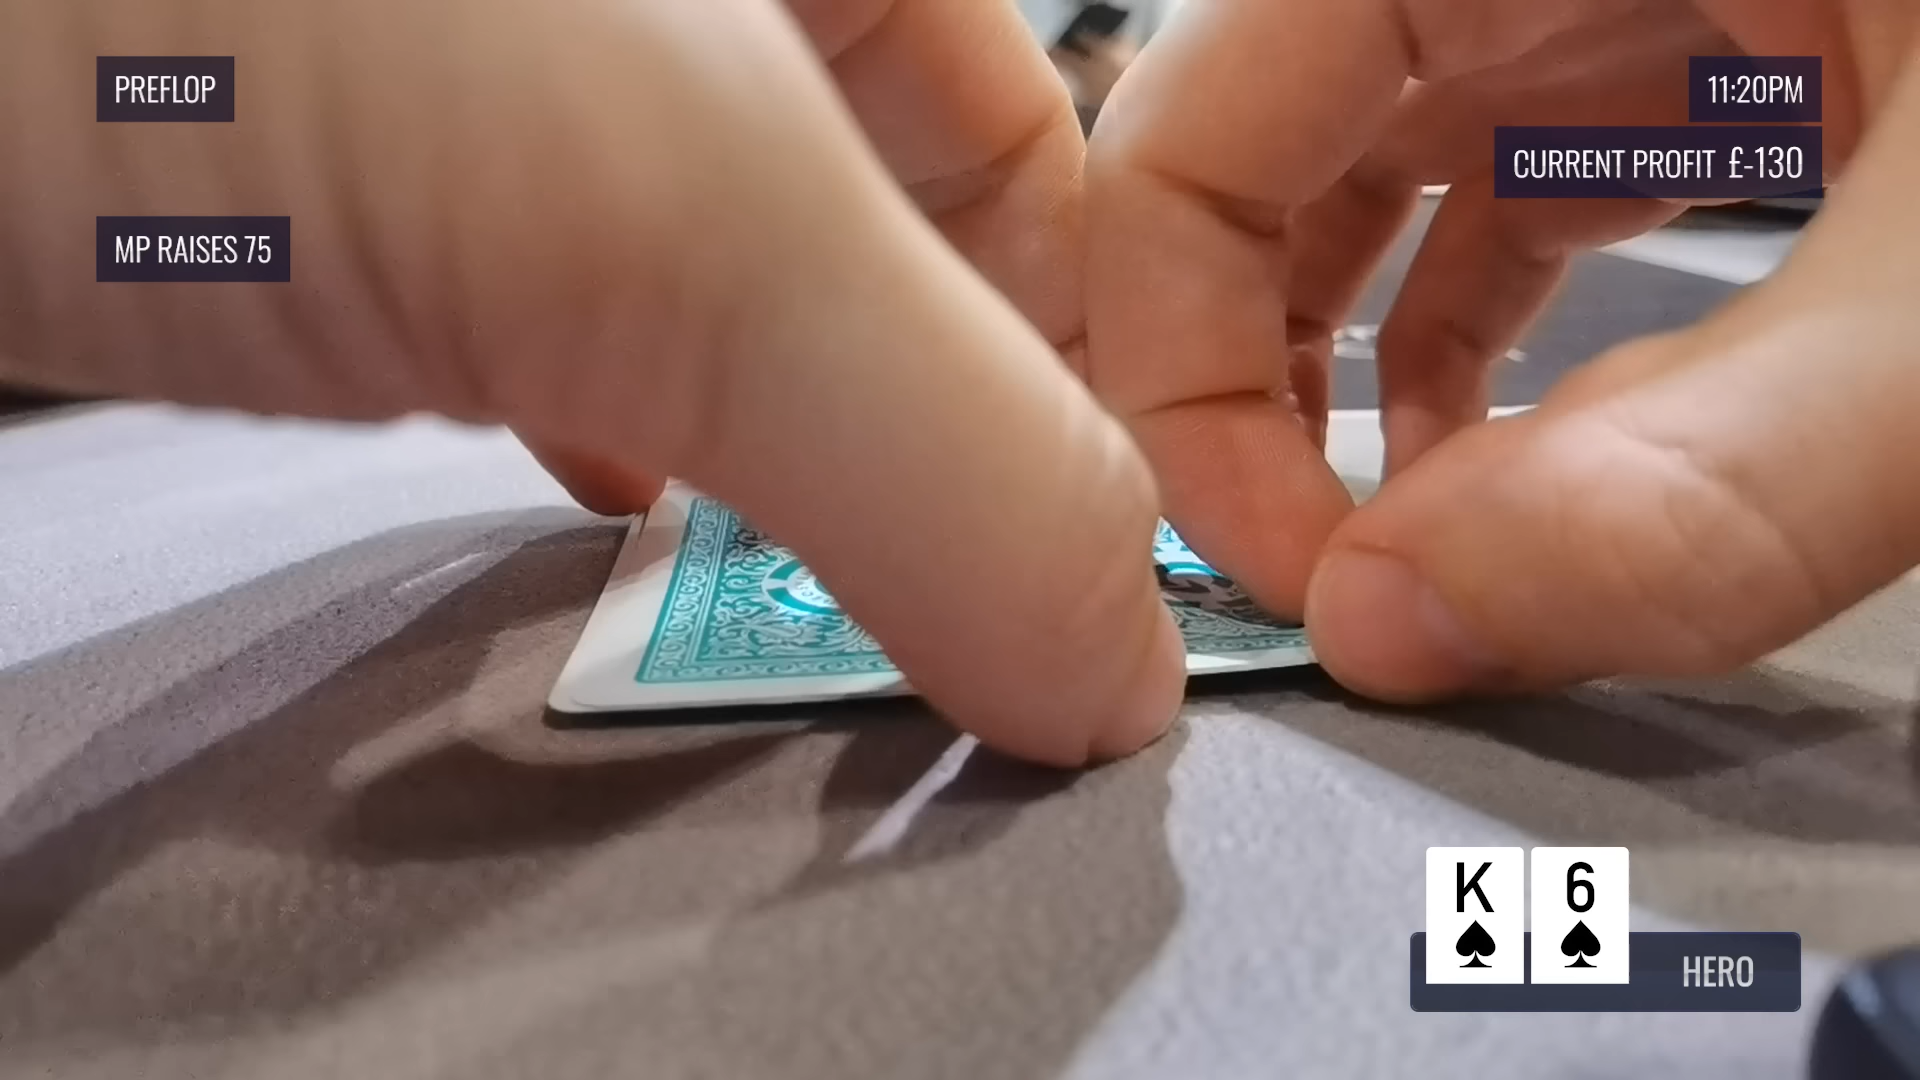 PREFLOP
11:20PM
CURRENT PROFIT £-130
MP RAISES 75
K 6
HERO